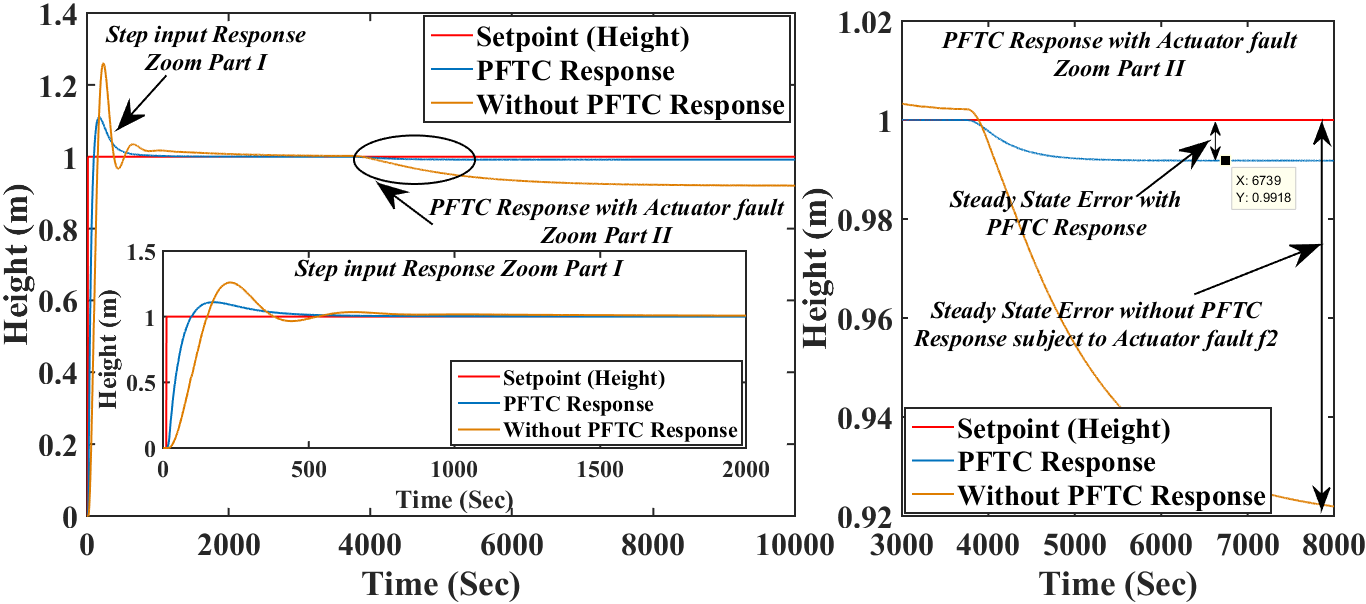 1.4
1.2
1
0.8
0.6
0.4
0.2
0
Height (m)
Step input Response
Zoom Part I
Setpoint (Height)
PFTC Response
Without PFTC Response
PFTC Response with Actuator fault
Zoom Part II
1.5
1
0.5
0
Height (m)
Step input Response Zoom Part I
Setpoint (Height)
PFTC Response
Without PFTC Response
0
500
1000
1500
2000
Time (Sec)
0
2000
4000
6000
8000
10000
Time (Sec)
1.02
1
0.98
0.96
0.94
0.92
Height (m)
PFTC Response with Actuator fault
Zoom Part II
X: 6739
Y: 0.9918
Steady State Error with
PFTC Response
Steady State Error without PFTC
Response subject to Actuator fault f2
Setpoint (Height)
PFTC Response
Without PFTC Response
3000
4000
5000
6000
7000
8000
Time (Sec)